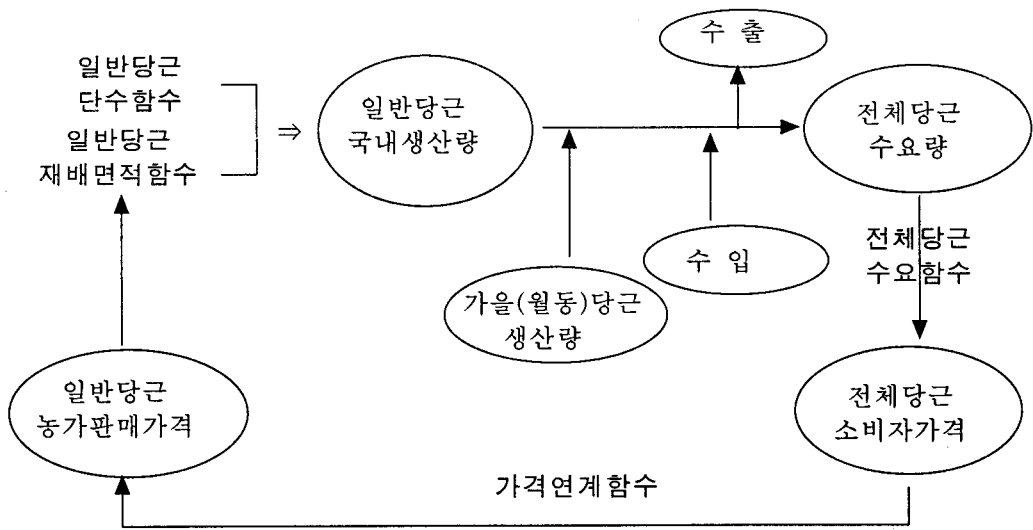 수 출
일반당근
단수함수
일반당근
재배면적함수
⇒
일반당근
국내생산량
전체당근
수요량
수 입
전체당근
수요함수
가을(월동)당근
생산량
일반당근
농가판매가격
전체당근
소비자가격
가격연계함수